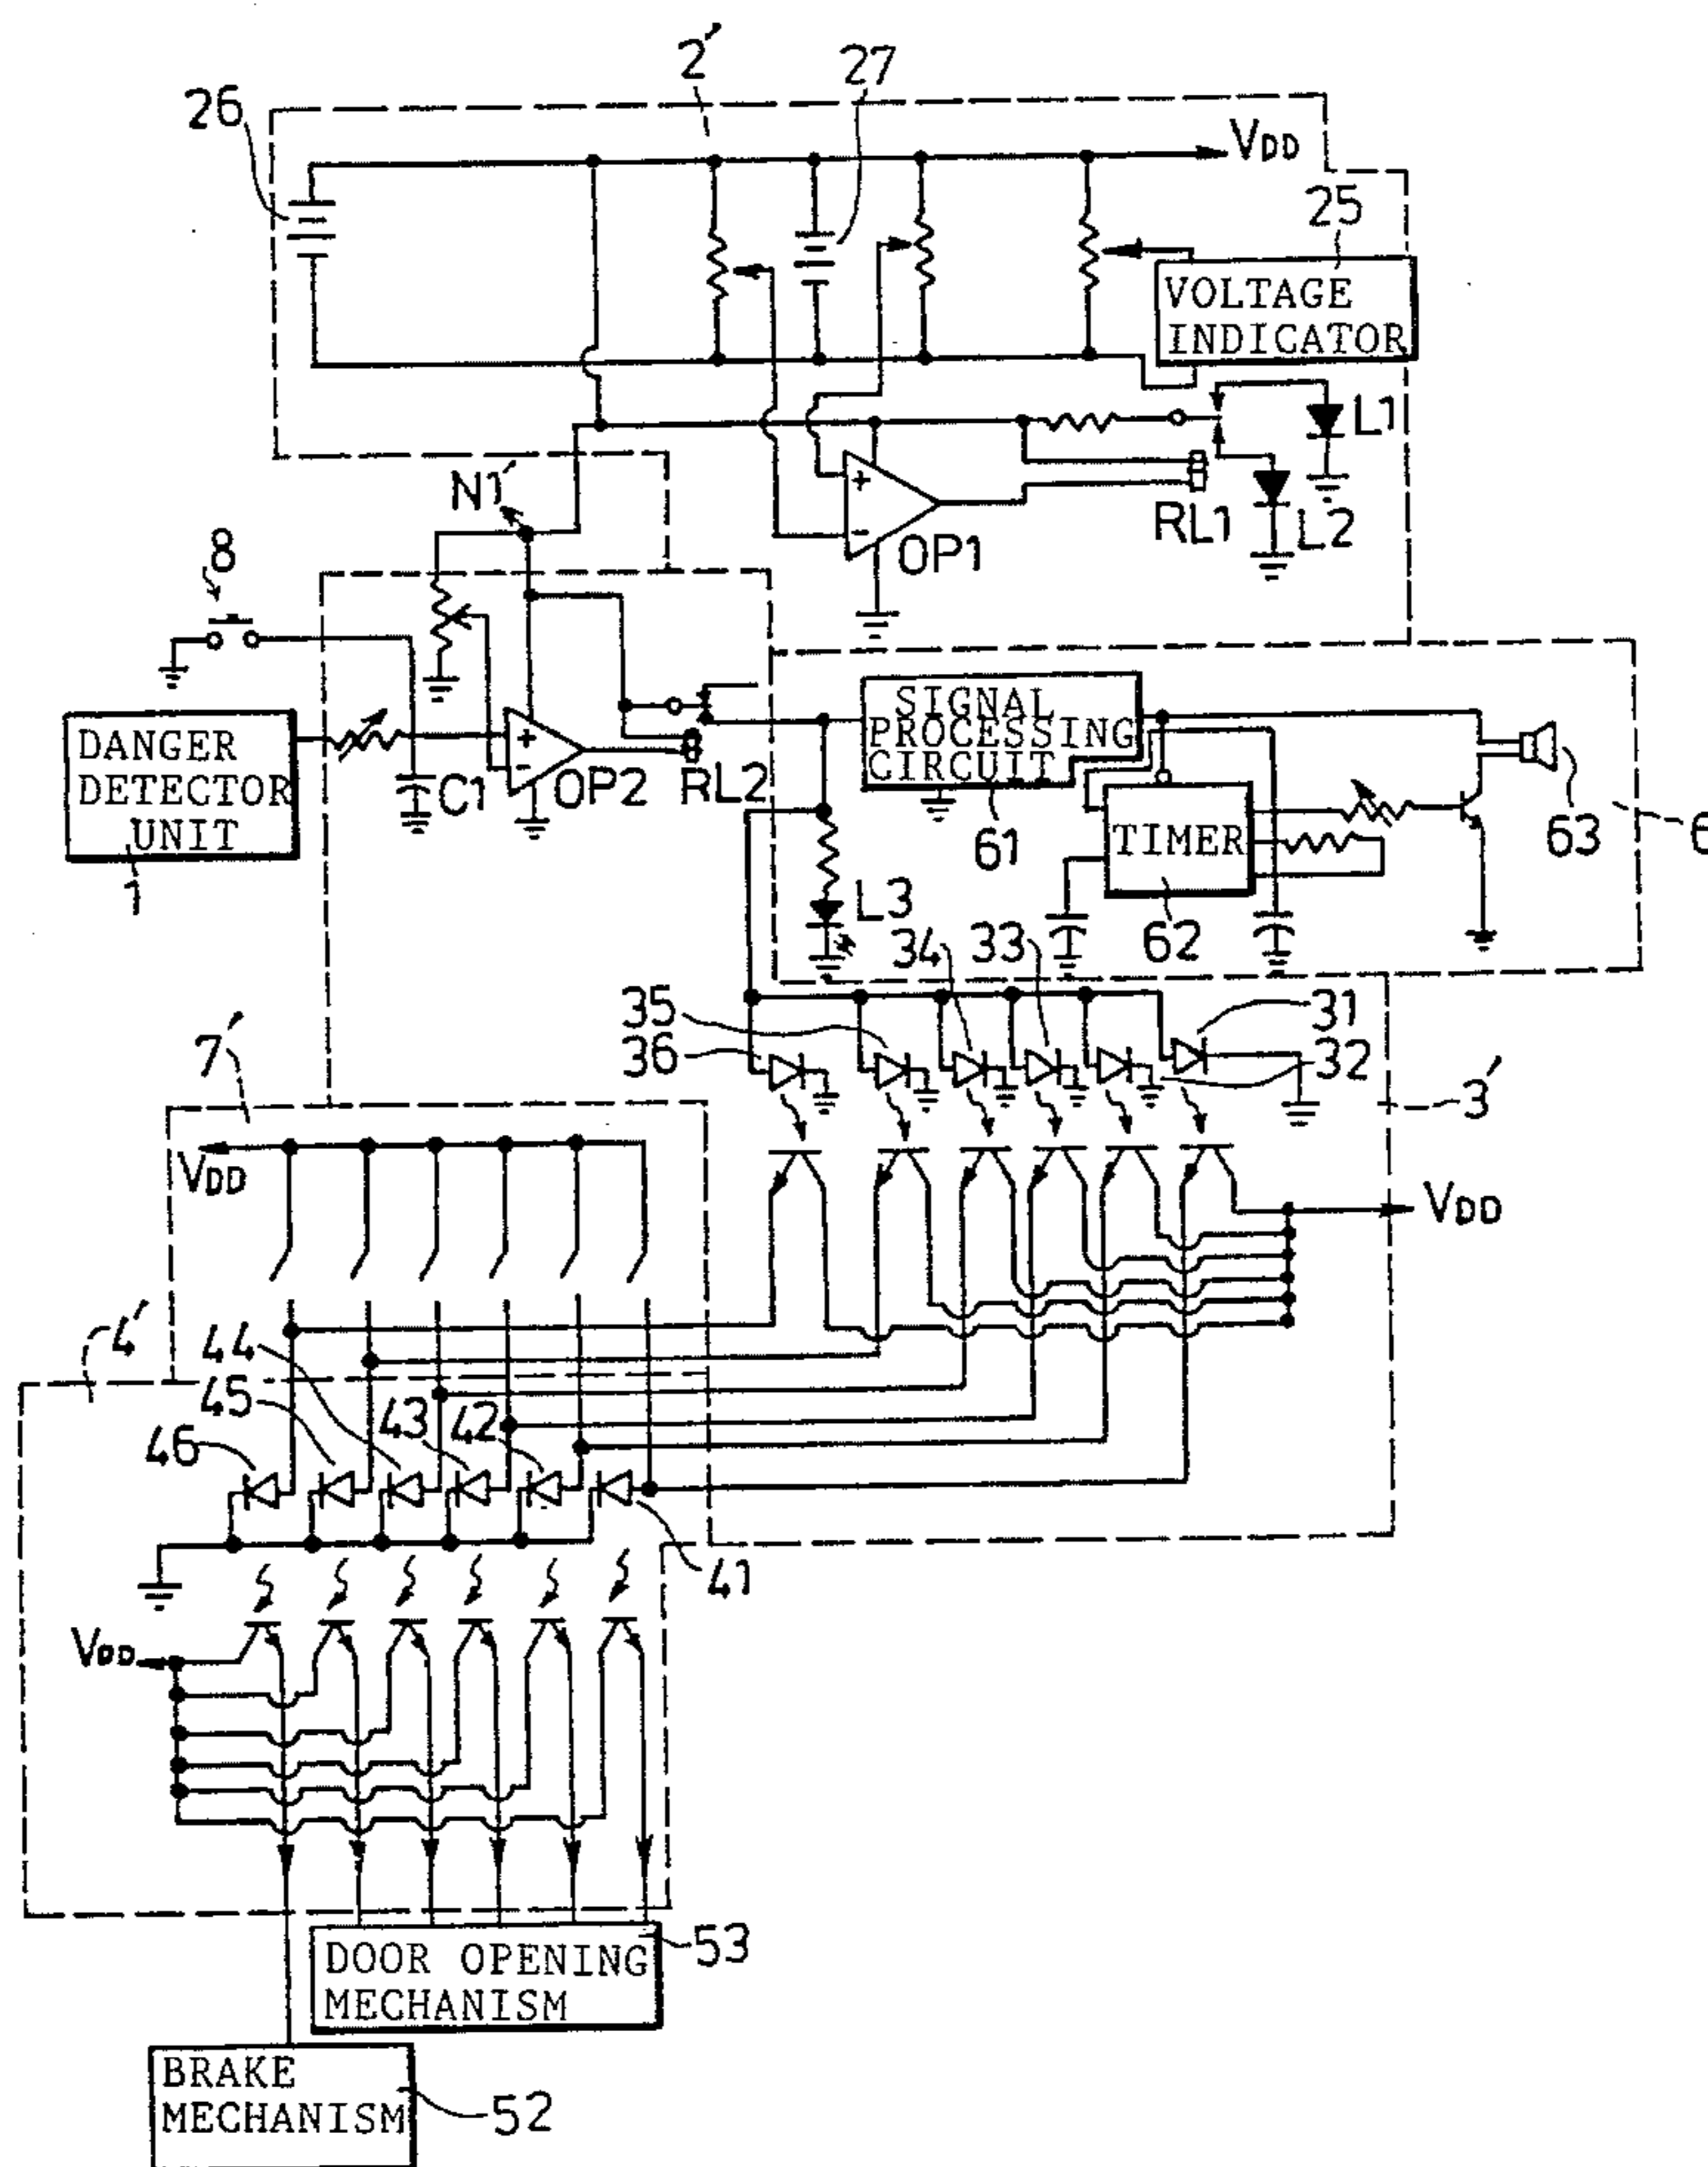 2'
27
26
VDD
25
VOLTAGE
INDICATOR
L1
N1'
RL1
L2
OP1
8
DANGER
DETECTOR
UNIT
1
C1
OP2
RL2
SIGNAL
PROCESSING
CIRCUIT
61
TIMER
62
63
6
L3
34
33
35
36
31
32
3'
7'
VDD
VDD
4'
44
45
43
42
46
41
VDD
DOOR OPENING
MECHANISM
53
BRAKE
MECHANISM
52